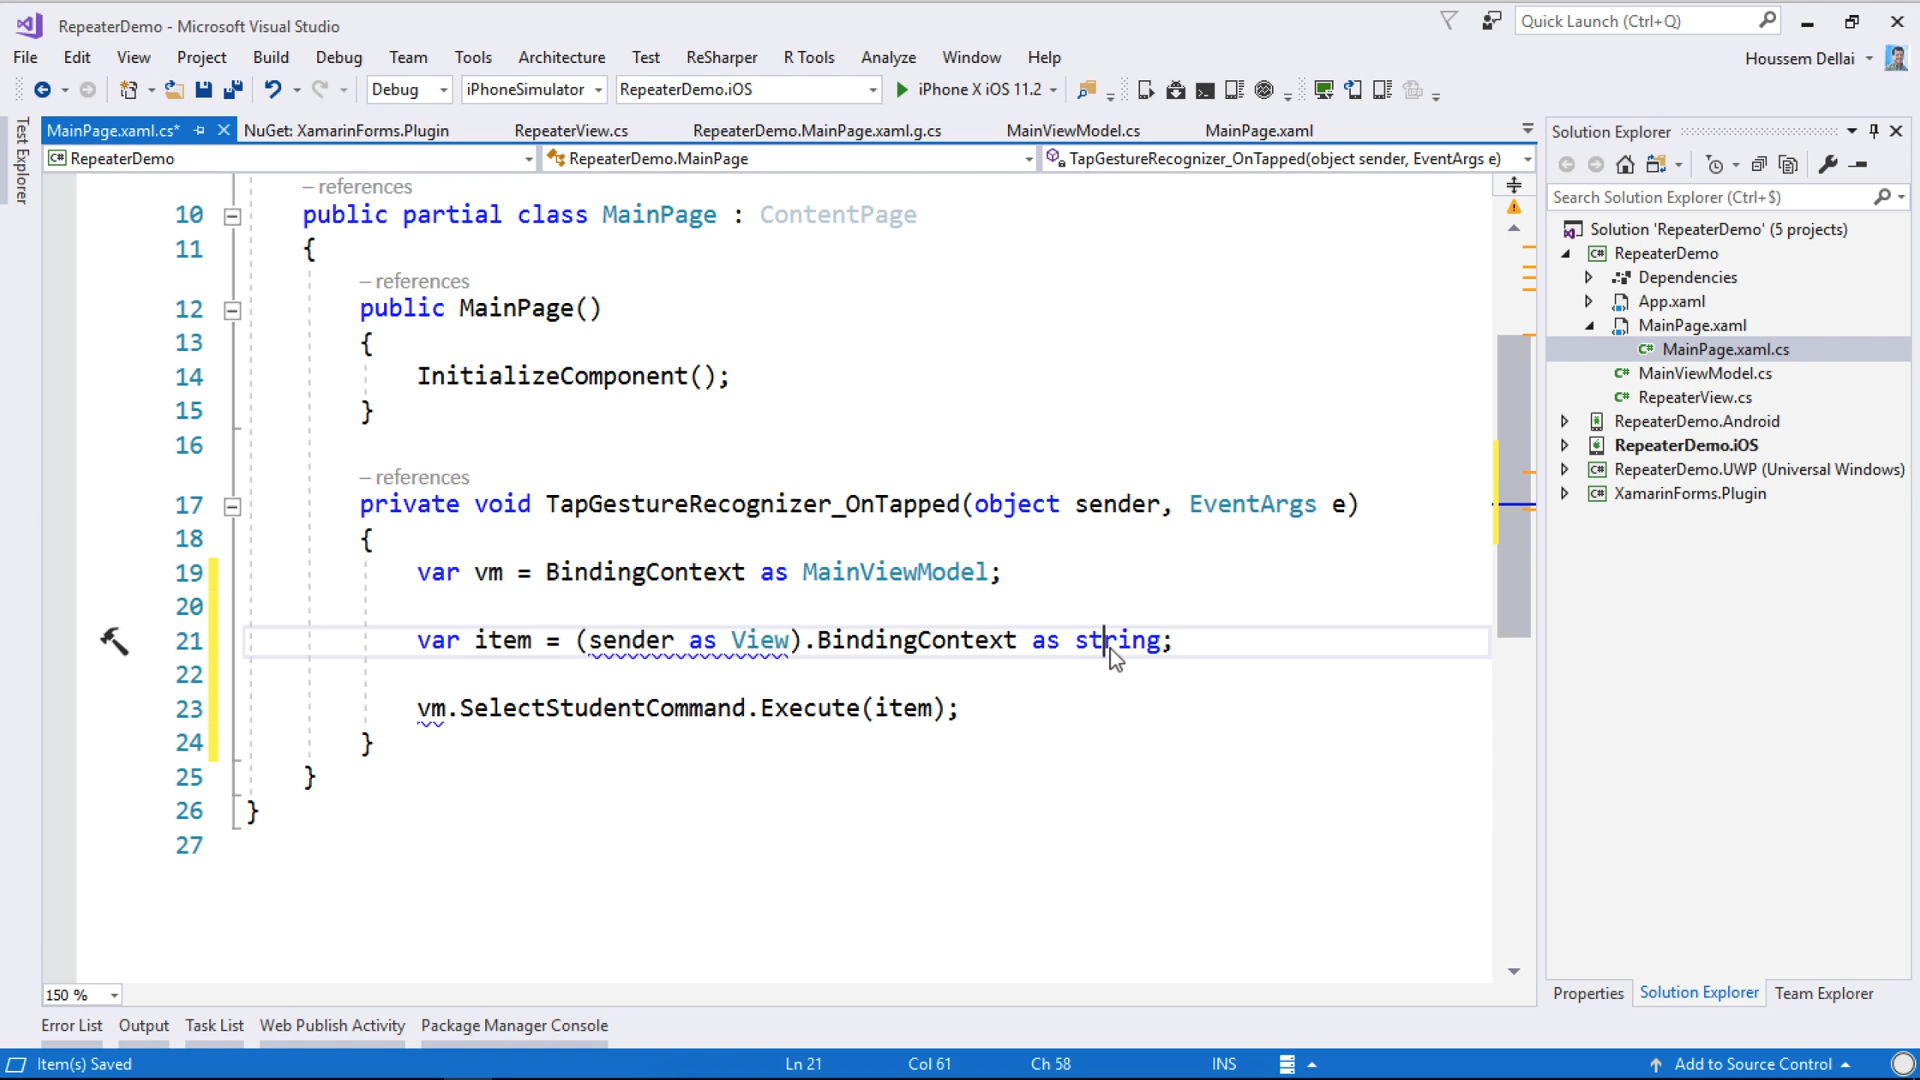 RepeaterDemo - Microsoft Visual Studio
Quick Launch (Ctrl+Q)
File Edit View Project Build Debug Team Tools Architecture Test ReSharper R Tools Analyze Window Help
Houssem Dellai
Debug iPhoneSimulator RepeaterDemo.iOS iPhone X iOS 11.2
Test Explorer
MainPage.xaml.cs* NuGet: XamarinForms.Plugin RepeaterView.cs RepeaterDemo.MainPage.xaml.g.cs MainViewModel.cs MainPage.xaml
RepeaterDemo RepeaterDemo.MainPage TapGestureRecognizer_OnTapped(object sender, EventArgs e)
– references
10 public partial class MainPage : ContentPage
11 {
– references
12 public MainPage()
13 {
14 InitializeComponent();
15 }
16
– references
17 private void TapGestureRecognizer_OnTapped(object sender, EventArgs e)
18 {
19 var vm = BindingContext as MainViewModel;
20
21 var item = (sender as View).BindingContext as string;
22
23 vm.SelectStudentCommand.Execute(item);
24 }
25 }
26 }
27
150 %
Solution Explorer
Search Solution Explorer (Ctrl+$)
Solution 'RepeaterDemo' (5 projects)
RepeaterDemo
Dependencies
App.xaml
MainPage.xaml
MainPage.xaml.cs
MainViewModel.cs
RepeaterView.cs
RepeaterDemo.Android
RepeaterDemo.iOS
RepeaterDemo.UWP (Universal Windows)
XamarinForms.Plugin
Properties Solution Explorer Team Explorer
Error List Output Task List Web Publish Activity Package Manager Console
Item(s) Saved Ln 21 Col 61 Ch 58 INS Add to Source Control